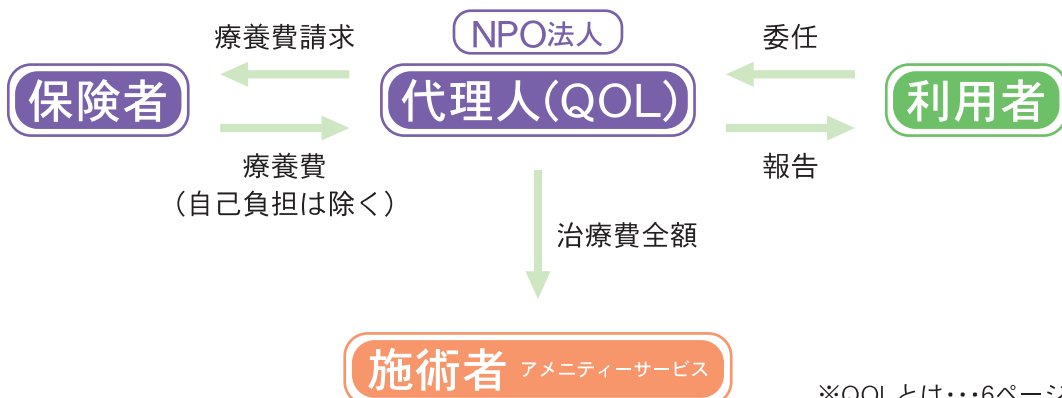 療養費請求
NPO法人
委任
保険者
代理人(QOL)
利用者
療養費
(自己負担は除く)
報告
治療費全額
施術者 アメニティーサービス
※QOLとは・・・6ページ